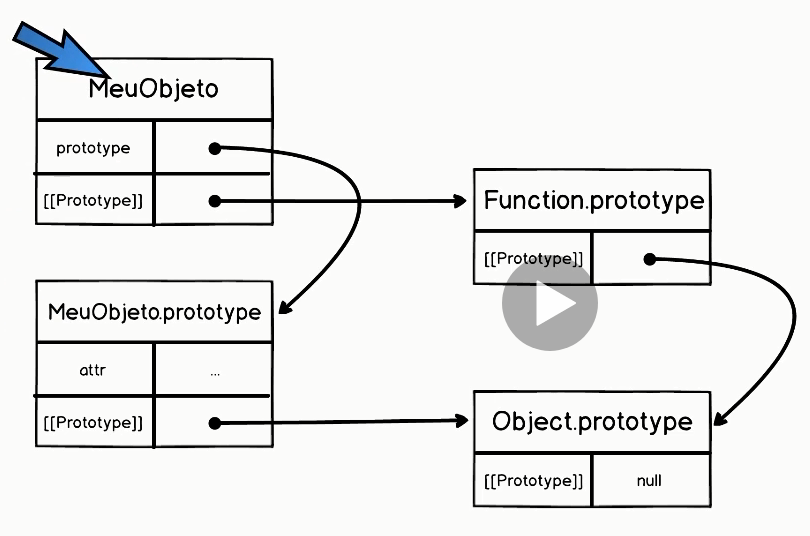 MeuObjeto
prototype
[[Prototype]]
Function.prototype
[[Prototype]]
MeuObjeto.prototype
attr ...
[[Prototype]]
Object.prototype
[[Prototype]] null